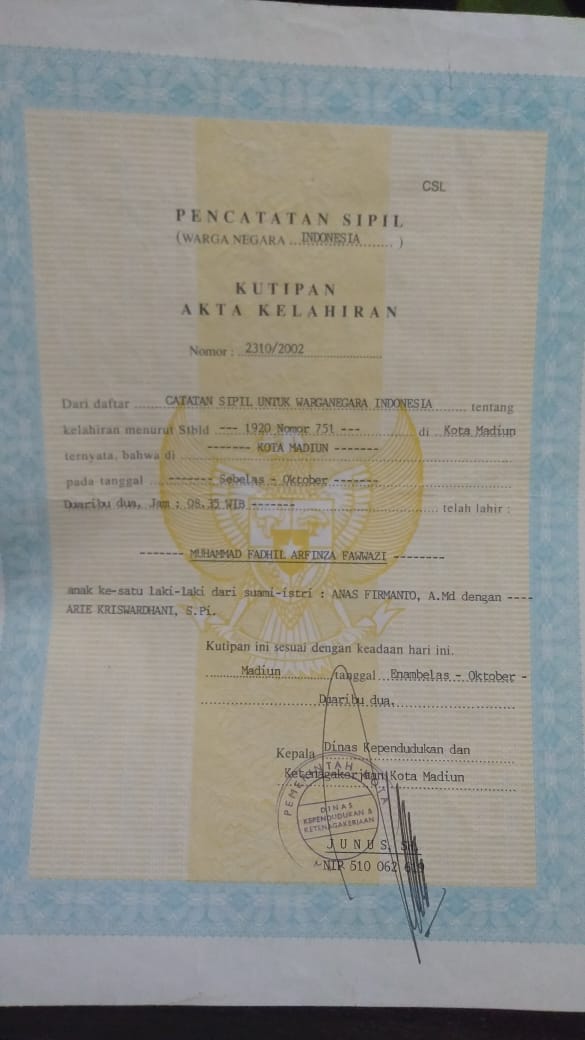 CSL
PENCATATAN SIPIL
(WARGA NEGARA ...INDONESIA....... )
KUTIPAN
AKTA KELAHIRAN
Nomor : 2310/2002
Dari daftar ...... CATATAN SIPIL UNTUK WARGANEGARA INDONESIA ........ tentang
kelahiran menurut Stbld --- 1920 Nomor 751 --- di Kota Madiun
ternyata, bahwa di ------- KOTA MADIUN -------
pada tanggal ------- Sebelas - Oktober -------
Duaribu dua, Jam : 08.35 WIB ------- telah lahir :
------- MUHAMMAD FADHIL ARFINZA FAWWAZI --------
anak ke-satu laki-laki dari suami-istri : ANAS FIRMANTO, A.Md dengan ----
ARIE KRISWARDHANI, S.Pi.
Kutipan ini sesuai dengan keadaan hari ini.
Madiun tanggal Enambelas - Oktober -
Duaribu dua.
Kepala Dinas Kependudukan dan
Ketenagakerjaan Kota Madiun
PEMERINTAH KOTA
DINAS
KEPENDUDUKAN &
KETENAGAKERJAAN
J U N U S.
NIP 510 062